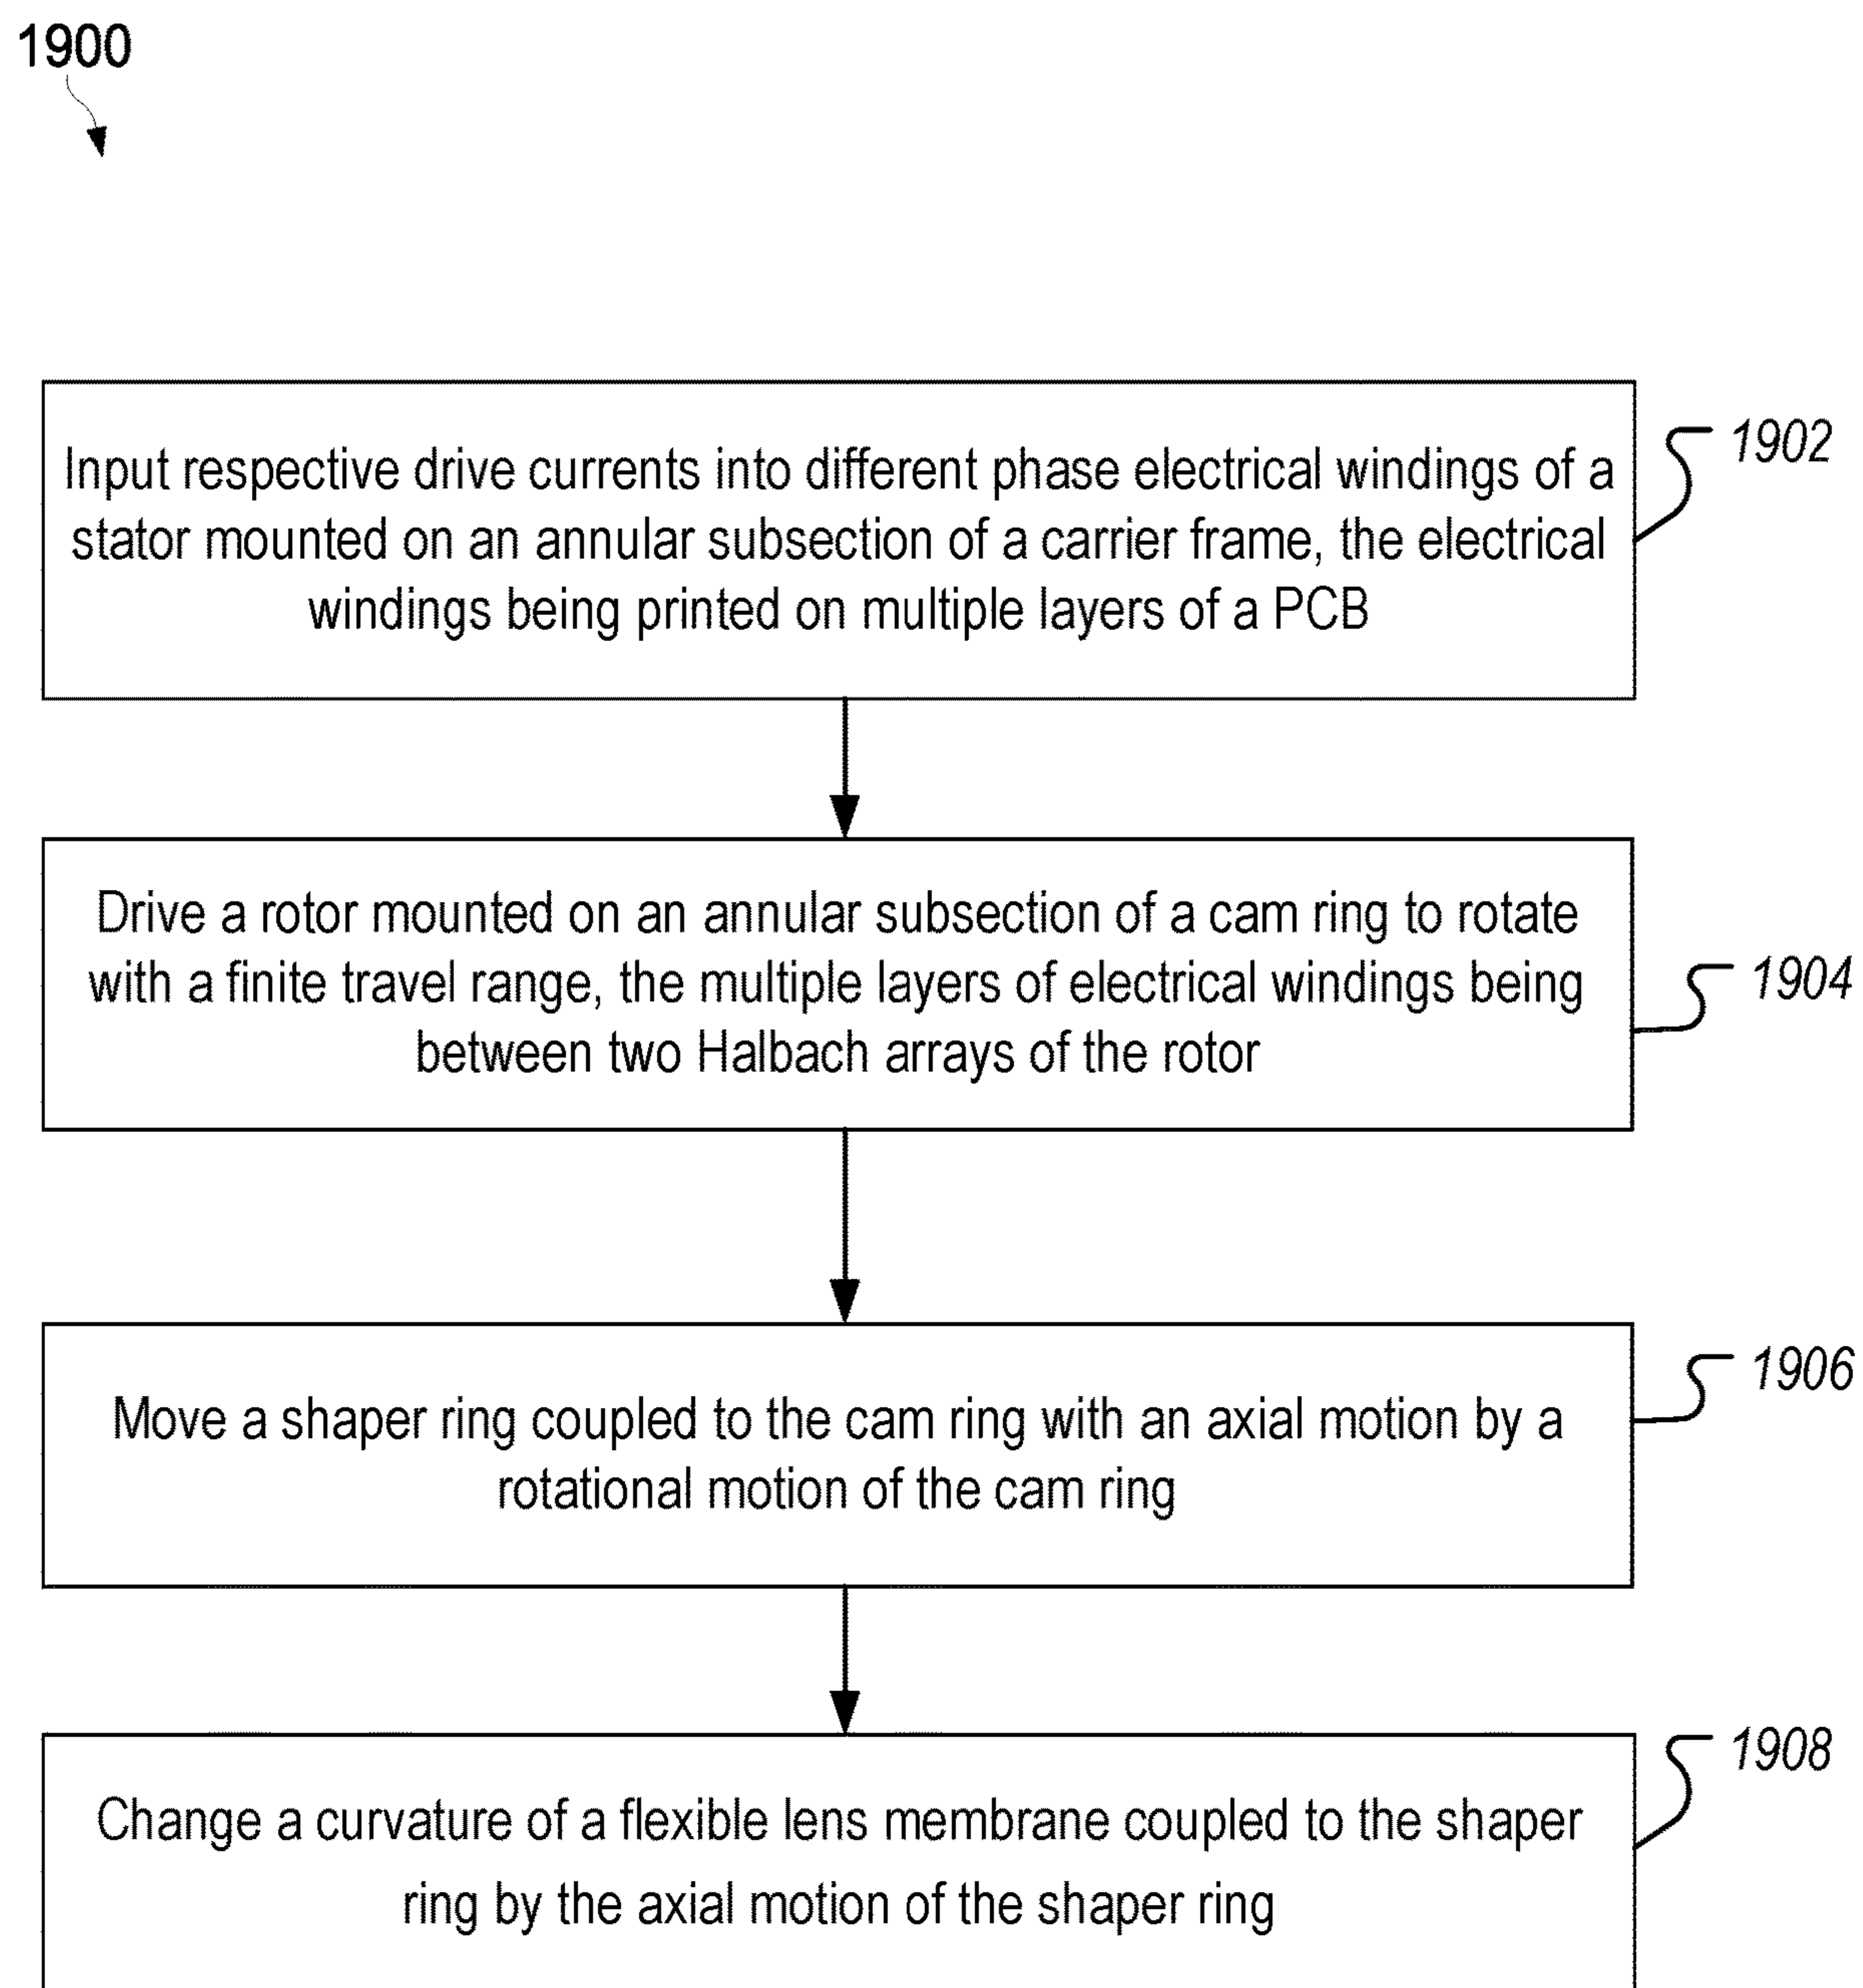 1900
Input respective drive currents into different phase electrical windings of a
stator mounted on an annular subsection of a carrier frame, the electrical
windings being printed on multiple layers of a PCB
1902
Drive a rotor mounted on an annular subsection of a cam ring to rotate
with a finite travel range, the multiple layers of electrical windings being
between two Halbach arrays of the rotor
1904
Move a shaper ring coupled to the cam ring with an axial motion by a
rotational motion of the cam ring
1906
Change a curvature of a flexible lens membrane coupled to the shaper
ring by the axial motion of the shaper ring
1908